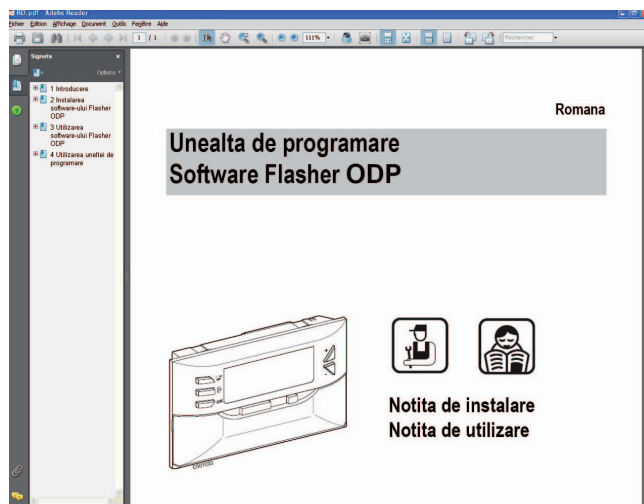 RO.pdf - Adobe Reader
Fichier Edition Affichage Document Outils Fenêtre Aide
1 / 1 111% Rechercher
Signets
Options
1 Introducere
2 Instalarea
software-ului Flasher
ODP
3 Utilizarea
software-ului Flasher
ODP
4 Utilizarea uneltei de
programare
Romana
Unealta de programare
Software Flasher ODP
Notita de instalare
Notita de utilizare